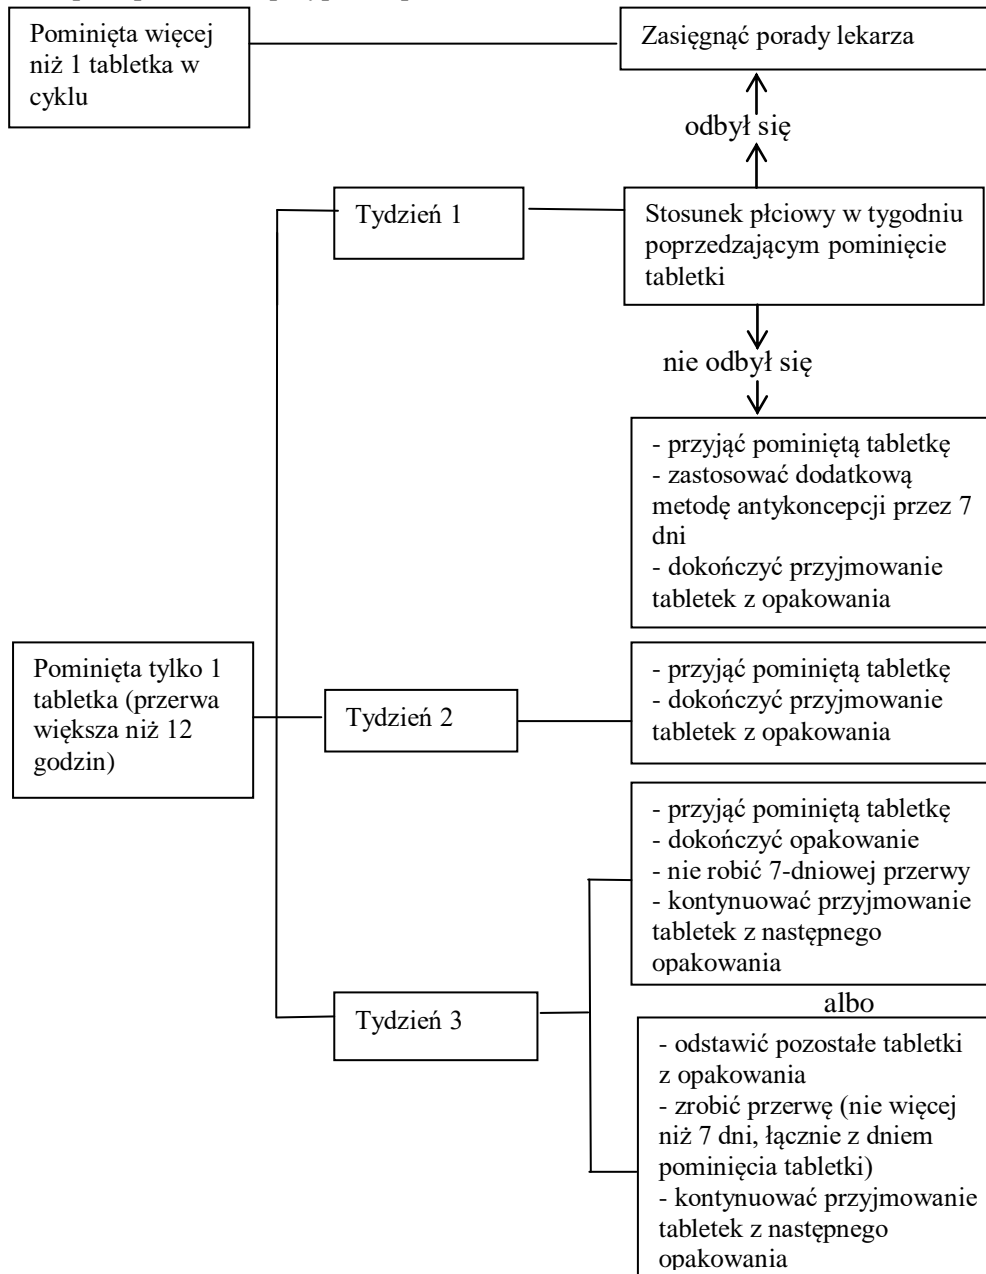 Pominięta więcej
niż 1 tabletka w
cyklu
Zasięgnąć porady lekarza
odbył się
Tydzień 1
Stosunek płciowy w tygodniu
poprzedzającym pominięcie
tabletki
nie odbył się
- przyjąć pominiętą tabletkę
- zastosować dodatkową
metodę antykoncepcji przez 7
dni
- dokończyć przyjmowanie
tabletek z opakowania
Pominięta tylko 1
tabletka (przerwa
większa niż 12
godzin)
Tydzień 2
- przyjąć pominiętą tabletkę
- dokończyć przyjmowanie
tabletek z opakowania
- przyjąć pominiętą tabletkę
- dokończyć opakowanie
- nie robić 7-dniowej przerwy
- kontynuować przyjmowanie
tabletek z następnego
opakowania
albo
Tydzień 3
- odstawić pozostałe tabletki
z opakowania
- zrobić przerwę (nie więcej
niż 7 dni, łącznie z dniem
pominięcia tabletki)
- kontynuować przyjmowanie
tabletek z następnego
opakowania